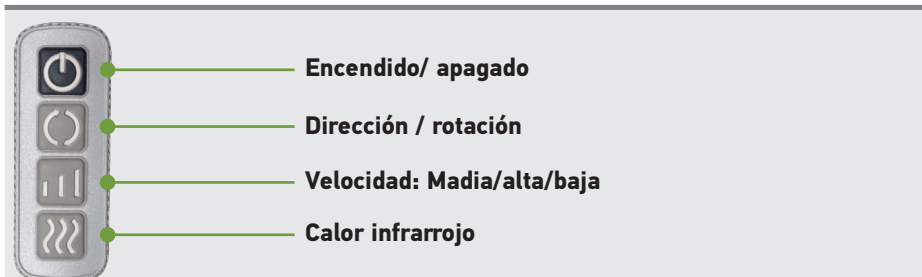 Encendido/ apagado
Dirección / rotación
Velocidad: Madia/alta/baja
Calor infrarrojo